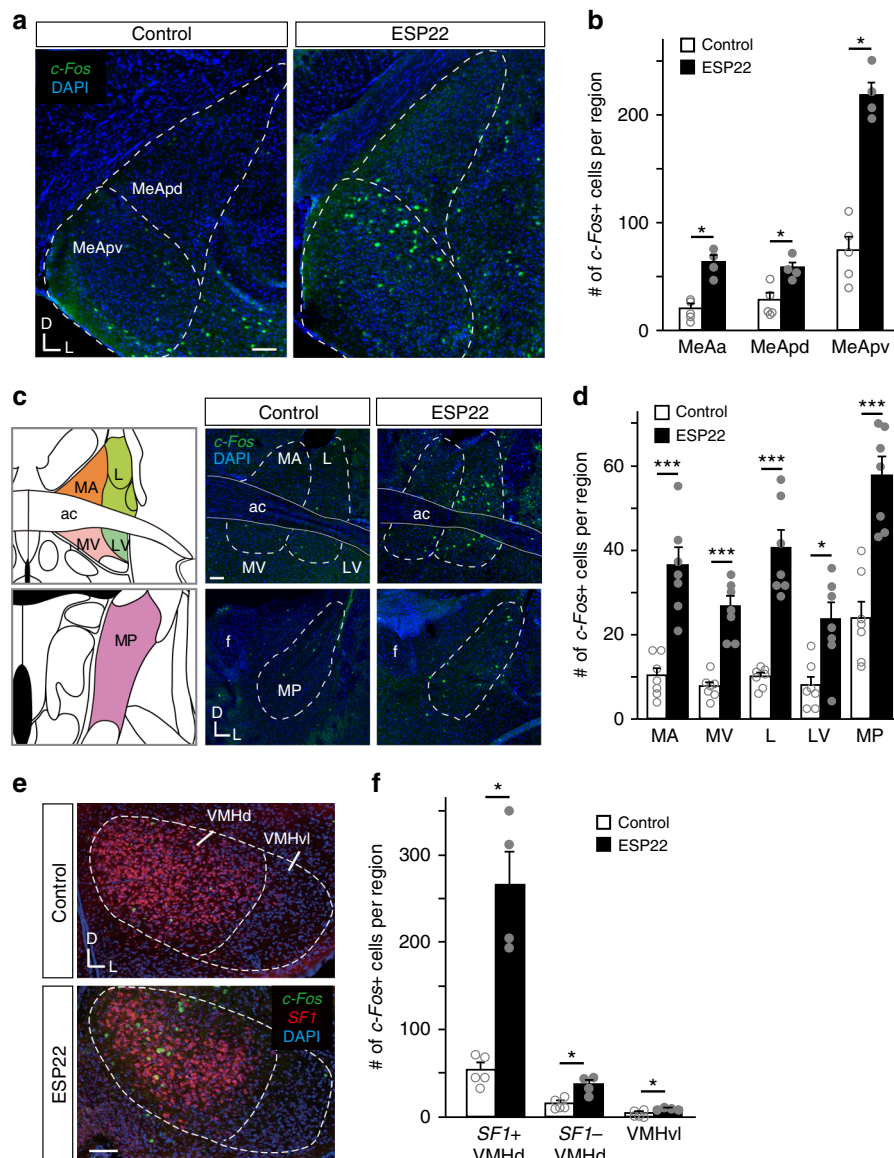 a
Control
ESP22
c-Fos
DAPI
MeApd
MeApv
D
L
b
Control
ESP22
# of c-Fos+ cells per region
200
100
0
*
*
*
MeAa
MeApd
MeApv
c
Control
ESP22
MA
L
ac
MV
LV
c-Fos
DAPI
MA
L
ac
MV
LV
ac
MP
f
MP
D
L
f
d
Control
ESP22
# of c-Fos+ cells per region
60
40
20
0
***
***
***
*
***
MA
MV
L
LV
MP
e
Control
VMHd
VMHvl
D
L
ESP22
c-Fos
SF1
DAPI
f
Control
ESP22
# of c-Fos+ cells per region
300
200
100
50
0
*
*
*
SF1+
VMHd
SF1–
VMHd
VMHvl